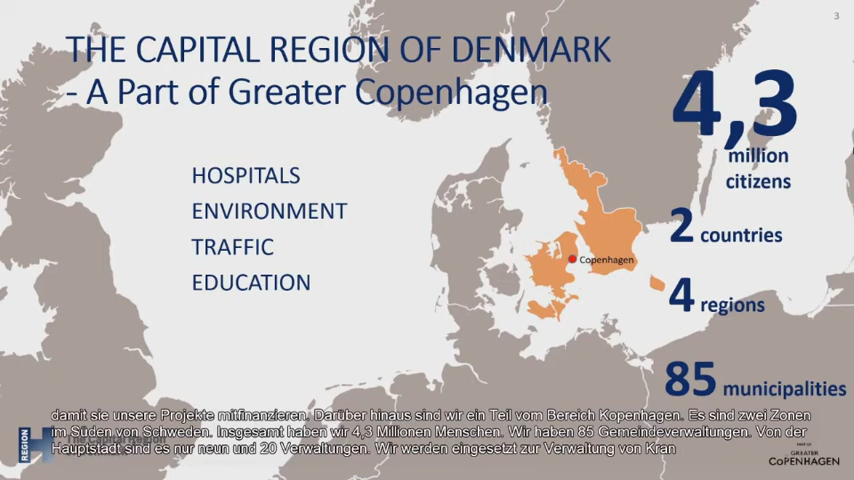 3
THE CAPITAL REGION OF DENMARK
- A Part of Greater Copenhagen
HOSPITALS
ENVIRONMENT
TRAFFIC
EDUCATION
4,3
million
citizens
2 countries
Copenhagen
4 regions
85 municipalities
damit sie unsere Projekte mitfinanzieren. Darüber hinaus sind wir ein Teil vom Bereich Kopenhagen. Es sind zwei Zonen
im Süden von Schweden. Insgesamt haben wir 4,3 Millionen Menschen. Wir haben 85 Gemeindeverwaltungen. Von der
Hauptstadt sind es nur neun und 20 Verwaltungen. Wir werden eingesetzt zur Verwaltung von Kran
REGION
The Capital Region
GREATER
COPENHAGEN